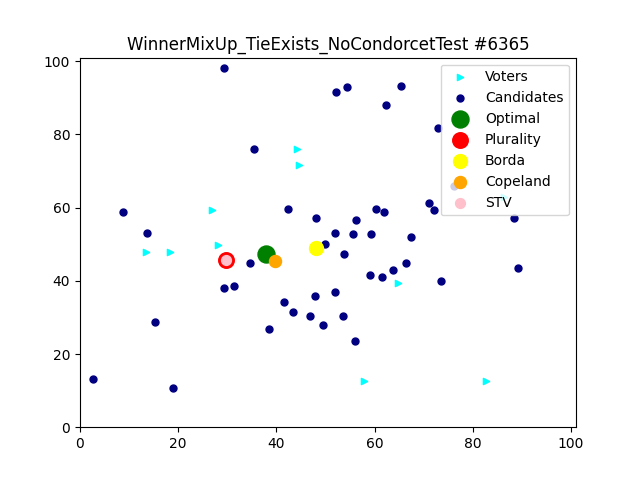 WinnerMixUp_TieExists_NoCondorcetTest #6365
100
80
60
40
20
0
0 20 40 60 80 100
Voters
Candidates
Optimal
Plurality
Borda
Copeland
STV